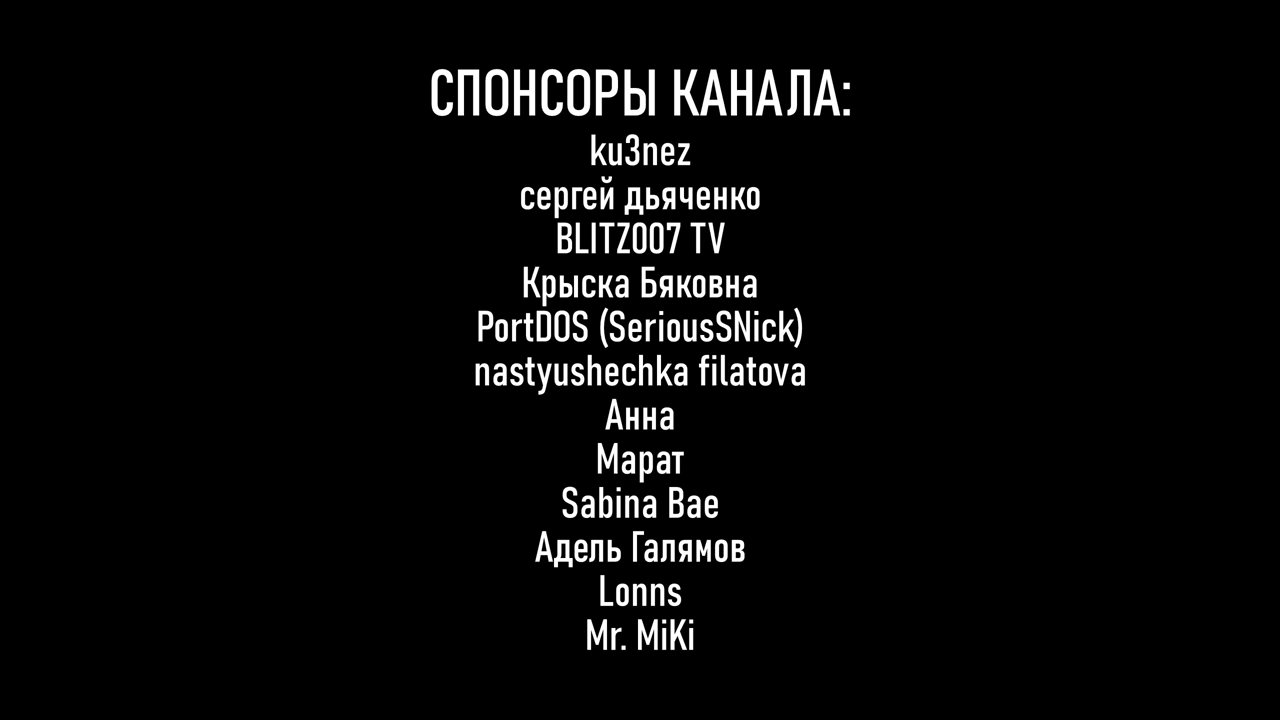 СПОНСОРЫ КАНАЛА:
ku3nez
сергей дьяченко
BLITZ007 TV
Крыска Бяковна
PortDOS (SeriousSNick)
nastyushechka filatova
Анна
Марат
Sabina Bae
Адель Галямов
Lonns
Mr. MiKi